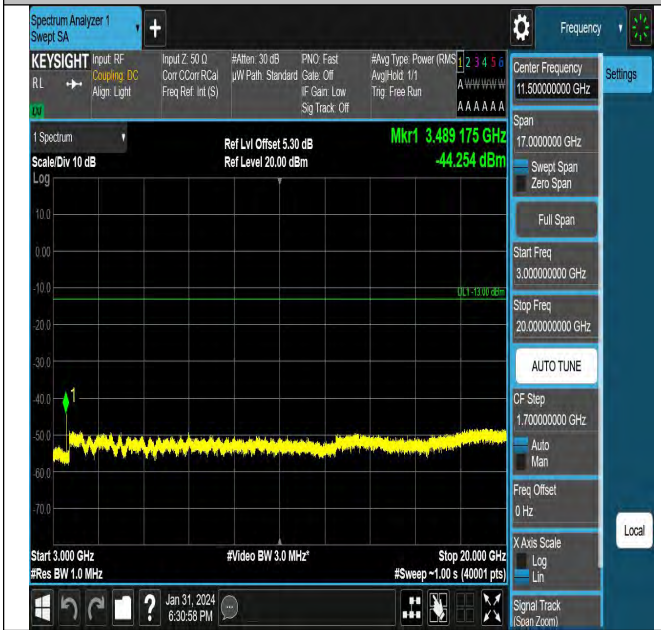 Spectrum Analyzer 1
Swept SA
+
Frequency
KEYSIGHT
RL
Input: RF
Coupling: DC
Align: Light
Input Z: 50 Ω
Corr CCorr RCal
Freq Ref: Int (S)
#Atten: 30 dB
µW Path: Standard
PNO: Fast
Gate: Off
IF Gain: Low
Sig Track: Off
#Avg Type: Power (RMS
Avg|Hold: 1/1
Trig: Free Run
1 2 3 4 5 6
A W W W W W
A A A A A A
1 Spectrum
Scale/Div 10 dB
Ref Lvl Offset 5.30 dB
Ref Level 20.00 dBm
Mkr1 3.489 175 GHz
-44.254 dBm
Log
10.0
0.00
-10.0
-20.0
-30.0
-40.0
-50.0
-60.0
-70.0
DL1 -13.00 dBm
1
Start 3.000 GHz
#Res BW 1.0 MHz
#Video BW 3.0 MHz*
Stop 20.000 GHz
#Sweep ~1.00 s (40001 pts)
Center Frequency
11.500000000 GHz
Settings
Span
17.0000000 GHz
Swept Span
Zero Span
Full Span
Start Freq
3.000000000 GHz
Stop Freq
20.000000000 GHz
AUTO TUNE
CF Step
1.700000000 GHz
Auto
Man
Freq Offset
0 Hz
X Axis Scale
Log
Lin
Local
Signal Track
(Span Zoom)
?
Jan 31, 2024
6:30:58 PM